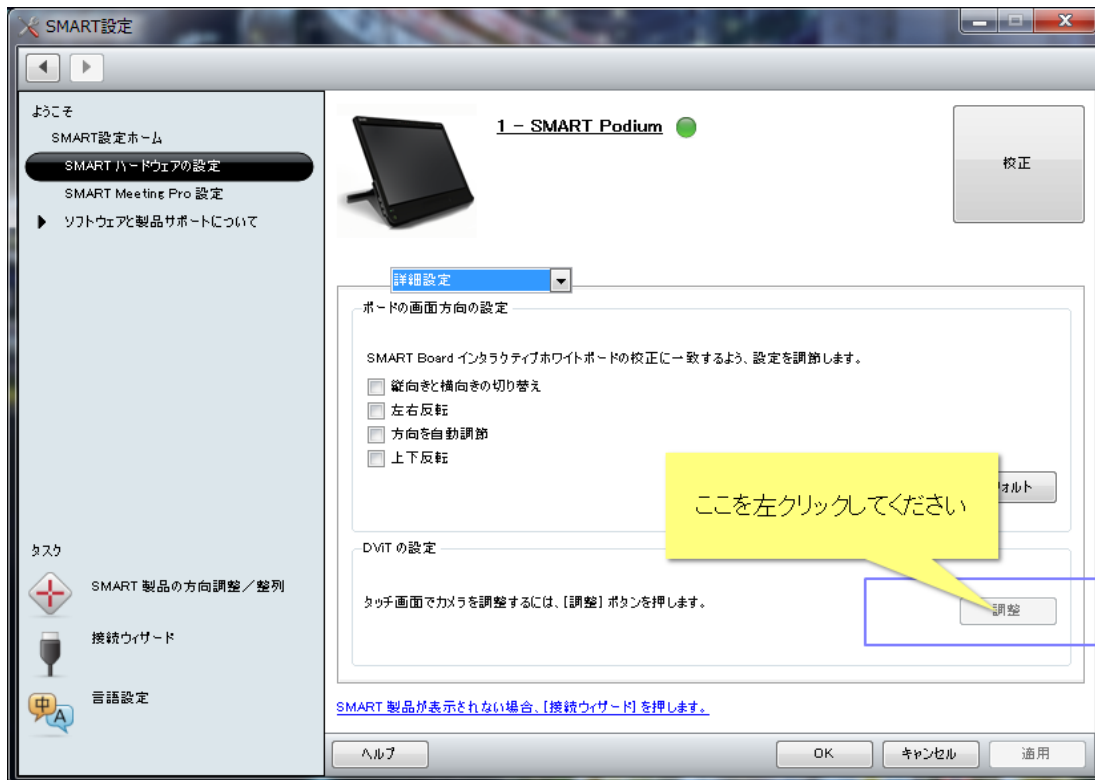 SMART設定
ようこそ
SMART設定ホーム
SMART ハードウェアの設定
SMART Meeting Pro 設定
ソフトウェアと製品サポートについて
1 - SMART Podium
校正
詳細設定
ボードの画面方向の設定
SMART Board インタラクティブホワイトボードの校正に一致するよう、設定を調節します。
縦向きと横向きの切り替え
左右反転
方向を自動調節
上下反転
ォルト
ここを左クリックしてください
DViT の設定
タッチ画面でカメラを調整するには、[調整] ボタンを押します。
調整
タスク
SMART 製品の方向調整／整列
接続ウィザード
言語設定
中
A
SMART 製品が表示されない場合、[接続ウィザード] を押します。
ヘルプ
OK
キャンセル
適用